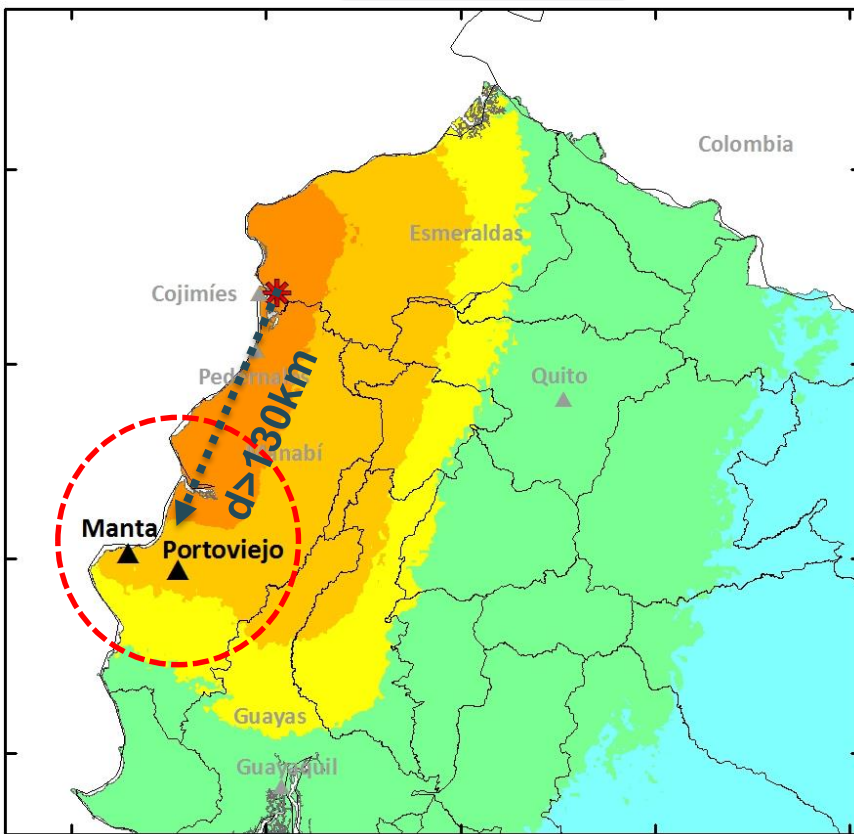 Colombia
Esmeraldas
Cojimíes
Pedernales
Quito
d>130km
Manabí
Manta
Portoviejo
Guayas
Guayaquil